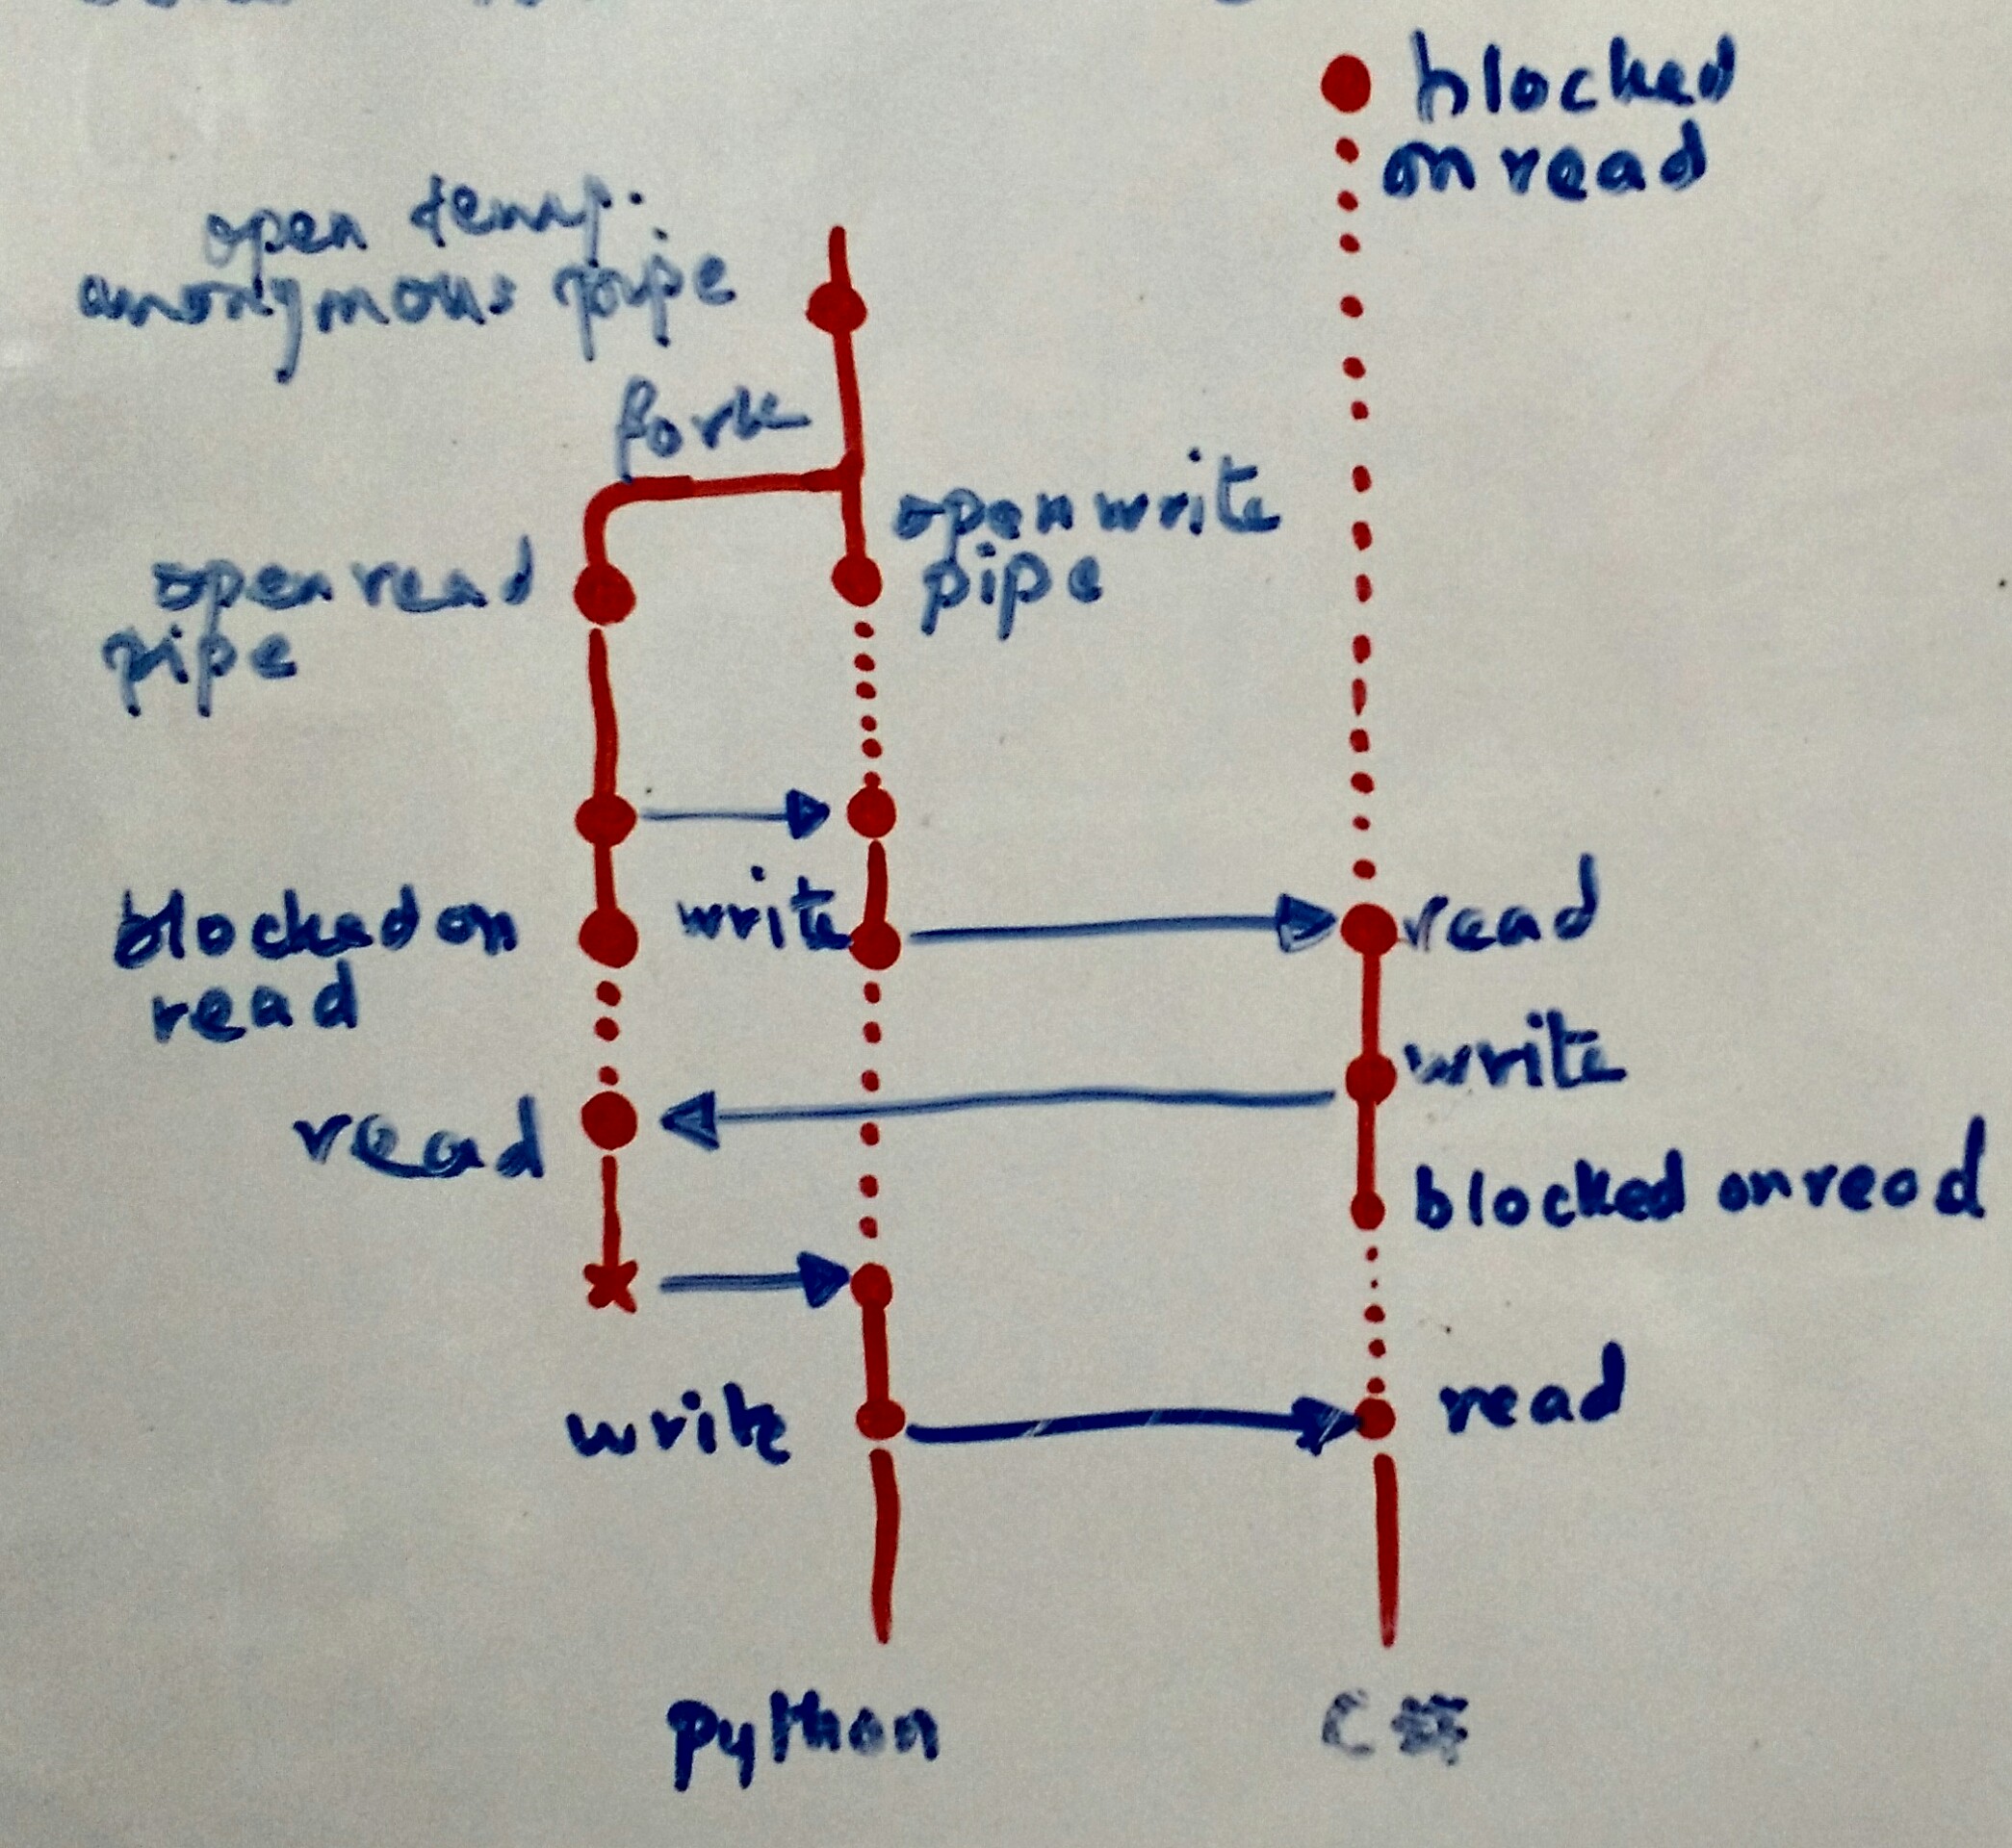 blocked
on read
open temp.
anonymous pipe
fork
open write
pipe
open read
pipe
write
read
blocked on
read
write
read
blocked on read
write
read
Python
C